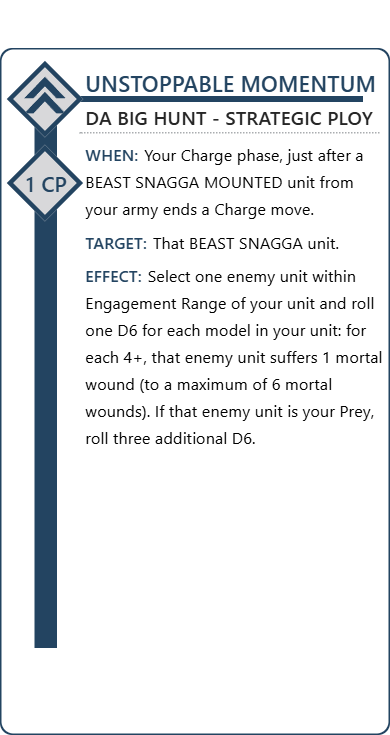 UNSTOPPABLE MOMENTUM
DA BIG HUNT - STRATEGIC PLOY
WHEN: Your Charge phase, just after a
1 CP
BEAST SNAGGA MOUNTED unit from
your army ends a Charge move.
TARGET: That BEAST SNAGGA unit.
EFFECT: Select one enemy unit within
Engagement Range of your unit and roll
one D6 for each model in your unit: for
each 4+, that enemy unit suffers 1 mortal
wound (to a maximum of 6 mortal
wounds). If that enemy unit is your Prey,
roll three additional D6.